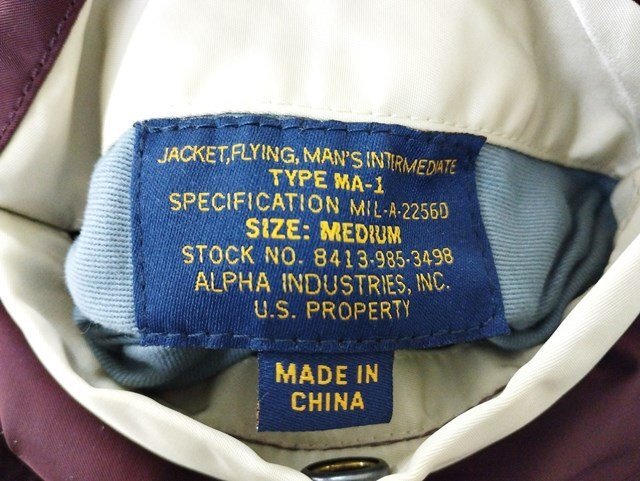 JACKET,FLYING, MAN'S INTERMEDIATE
TYPE MA-1
SPECIFICATION MIL-A-2256D
SIZE: MEDIUM
STOCK NO. 8413-985-3498
ALPHA INDUSTRIES, INC.
U.S. PROPERTY
MADE IN
CHINA